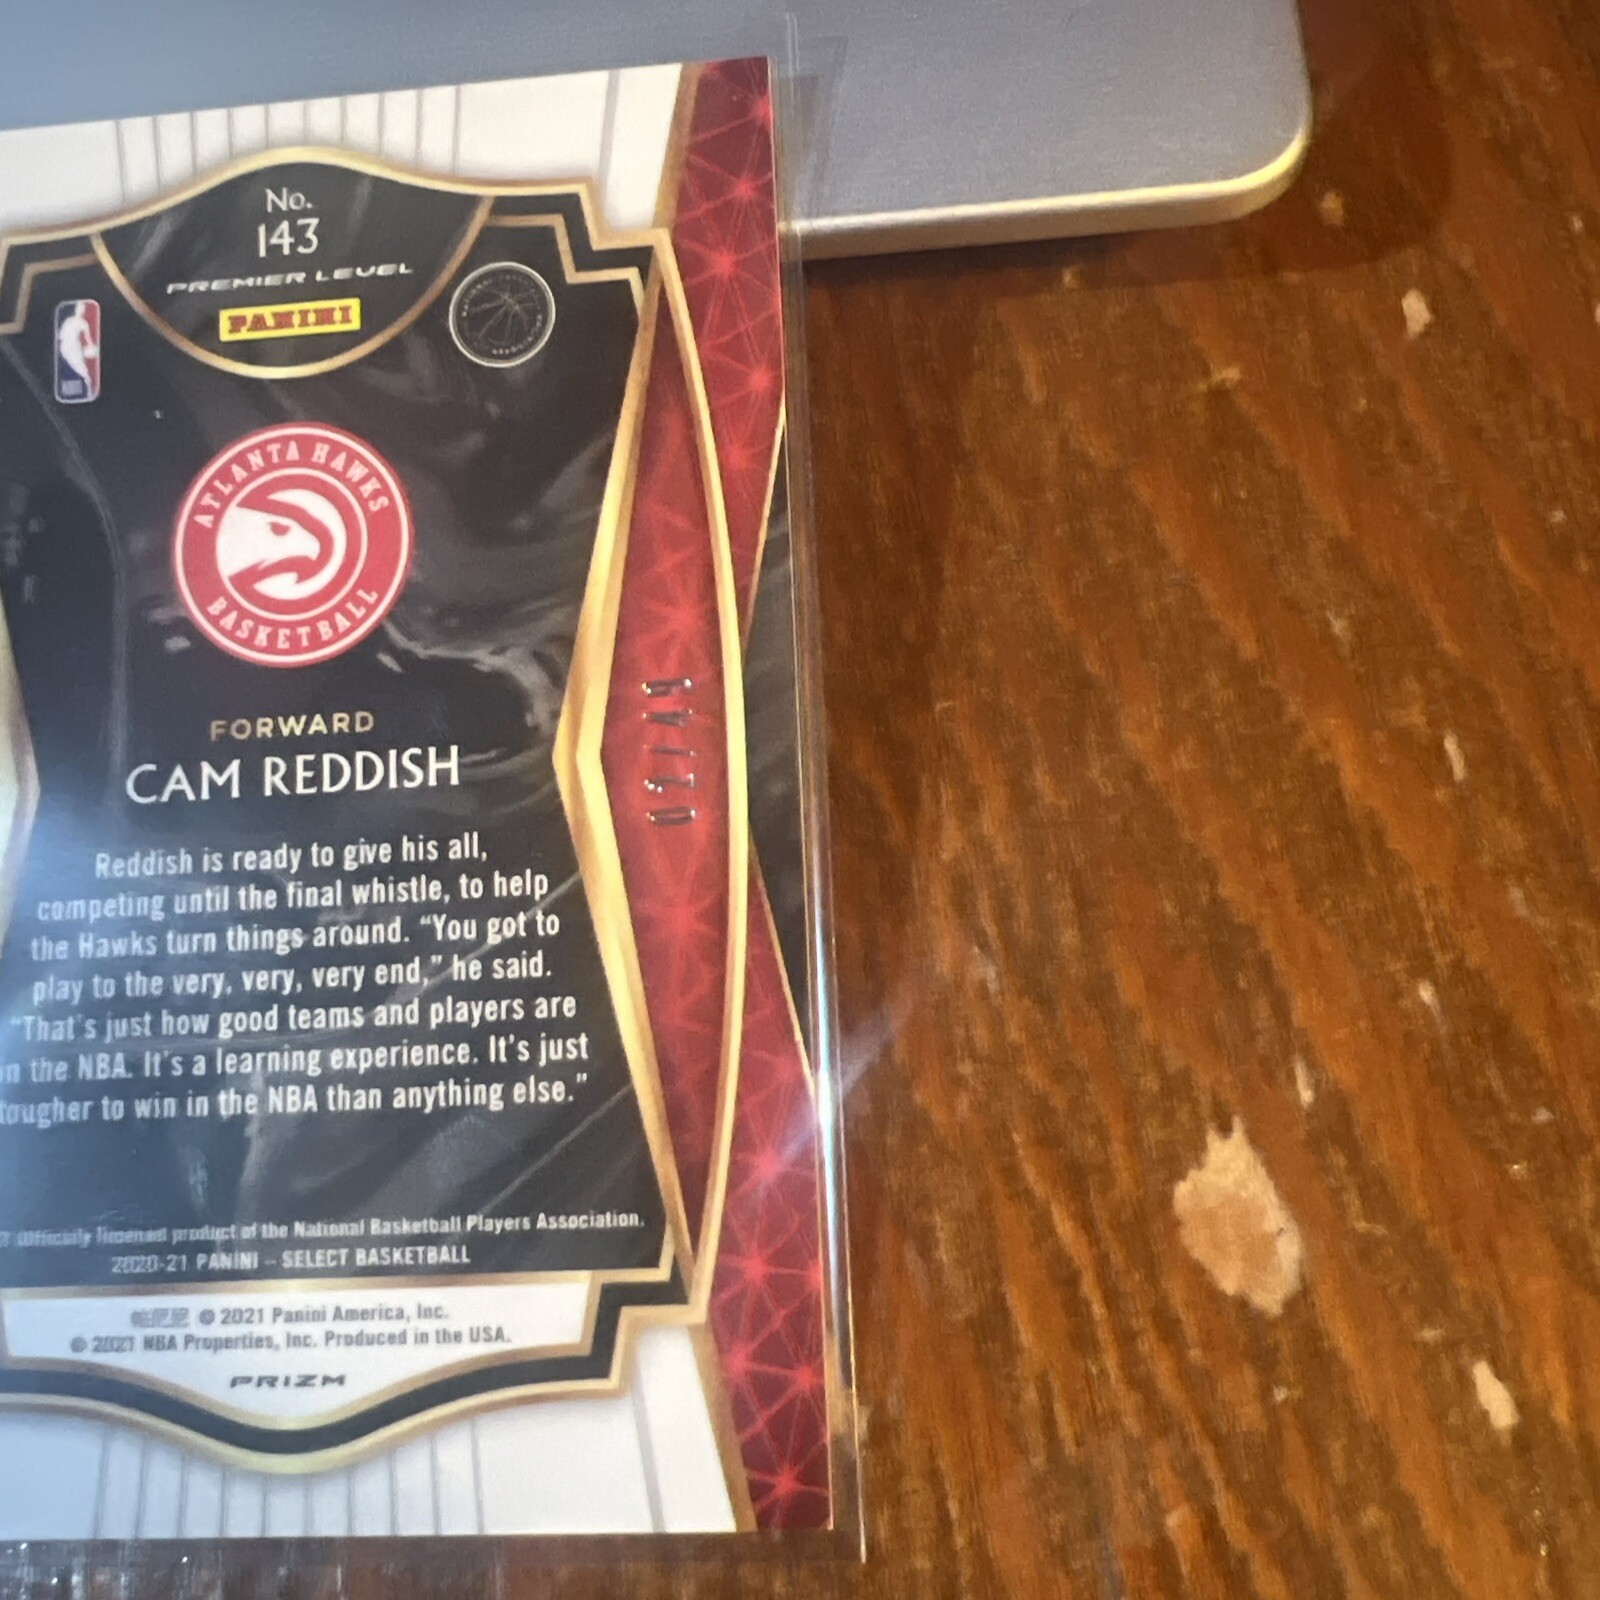 No.
143
PREMIER LEVEL
PANINI
ATLANTA HAWKS
BASKETBALL
FORWARD
CAM REDDISH
02/49
Reddish is ready to give his all,
competing until the final whistle, to help
the Hawks turn things around. “You got to
play to the very, very, very end,” he said.
“That's just how good teams and players are
in the NBA. It's a learning experience. It's just
tougher to win in the NBA than anything else.”
Officially licensed product of the National Basketball Players Association.
2020-21 PANINI – SELECT BASKETBALL
© 2021 Panini America, Inc.
© 2021 NBA Properties, Inc. Produced in the USA.
PRIZM